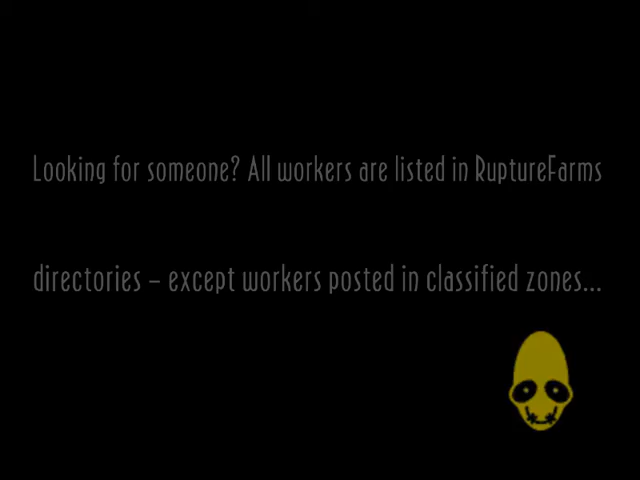 Looking for someone? All workers are listed in RuptureFarms
directories – except workers posted in classified zones...